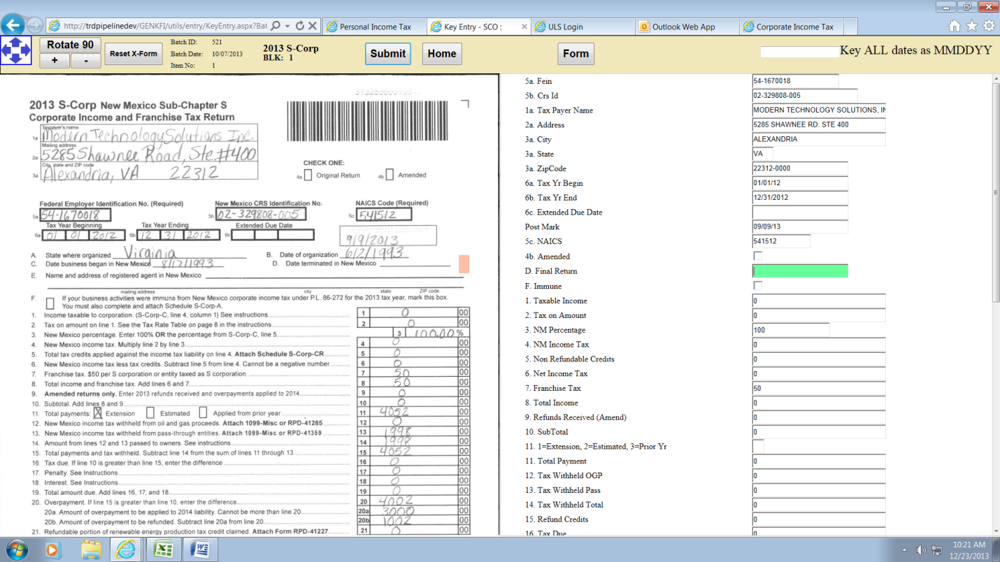 http://trdpipelinedev/GENKFI/utils/entry/KeyEntry.aspx?Bat
Personal Income Tax
Key Entry - SCO :
ULS Login
Outlook Web App
Corporate Income Tax
Rotate 90
+ -
Reset X-Form
Batch ID: 521
Batch Date: 10/07/2013
Item No: 1
2013 S-Corp
BLK: 1
Submit
Home
Form
Key ALL dates as MMDDYY
2013 S-Corp New Mexico Sub-Chapter S
Corporate Income and Franchise Tax Return
Taxpayer's name
1a Modern Technology Solutions Inc.
Mailing address
2a 5285 Shawnee Road, Ste. #400
City, state and ZIP code
3a Alexandria, VA 22312
CHECK ONE:
4a Original Return 4b Amended
Federal Employer Identification No. (Required) New Mexico CRS Identification No. NAICS Code (Required)
5a 54-1670018 5b 02-329808-005 5c 541512
Tax Year Beginning Tax Year Ending Extended Due Date
6a 01 01 2012 6b 12 31 2012 6c
9/9/2013
A. State where organized Virginia B. Date of organization 6/2/1993
C. Date business began in New Mexico 8/17/1993 D. Date terminated in New Mexico
E. Name and address of registered agent in New Mexico
mailing address city state ZIP code
F. If your business activities were immune from New Mexico corporate income tax under P.L. 86-272 for the 2013 tax year, mark this box.
You must also complete and attach Schedule S-Corp-A.
1. Income taxable to corporation. (S-Corp-C, line 4, column 1) See instructions 1 0 00
2. Tax on amount on line 1. See the Tax Rate Table on page 8 in the instructions 2 0 00
3. New Mexico percentage. Enter 100% OR the percentage from S-Corp-C, line 5. 3 100.00 %
4. New Mexico income tax. Multiply line 2 by line 3 4 0 00
5. Total tax credits applied against the income tax liability on line 4. Attach Schedule S-Corp-CR 5 0 00
6. New Mexico income tax less tax credits. Subtract line 5 from line 4. Cannot be a negative number 6 0 00
7. Franchise tax. $50 per S corporation or entity taxed as S corporation. 7 50 00
8. Total income and franchise tax. Add lines 6 and 7 8 50 00
9. Amended returns only. Enter 2013 refunds received and overpayments applied to 2014 9 0 00
10. Subtotal. Add lines 8 and 9 10 0 00
11. Total payments: X Extension Estimated Applied from prior year 11 4052 00
12. New Mexico income tax withheld from oil and gas proceeds. Attach 1099-Misc or RPD-41285 12 0 00
13. New Mexico income tax withheld from pass-through entities. Attach 1099-Misc or RPD-41359 13 1998 00
14. Amount from lines 12 and 13 passed to owners. See instructions 14 1998 00
15. Total payments and tax withheld. Subtract line 14 from the sum of lines 11 through 13 15 4052 00
16. Tax due. If line 10 is greater than line 15, enter the difference 16 0 00
17. Penalty. See Instructions 17 0 00
18. Interest. See Instructions 18 0 00
19. Total amount due. Add lines 16, 17, and 18 19 0 00
20. Overpayment. If line 15 is greater than line 10, enter the difference 20 4002 00
20a. Amount of overpayment to be applied to 2014 liability. Cannot be more than line 20 20a 3000 00
20b. Amount of overpayment to be refunded. Subtract line 20a from line 20 20b 1002 00
21. Refundable portion of renewable energy production tax credit claimed. Attach Form RPD-41227 21 0 00
5a. Fein 54-1670018
5b. Crs Id 02-329808-005
1a. Tax Payer Name MODERN TECHNOLOGY SOLUTIONS, IN
2a. Address 5285 SHAWNEE RD. STE 400
3a. City ALEXANDRIA
3a. State VA
3a. ZipCode 22312-0000
6a. Tax Yr Begin 01/01/12
6b. Tax Yr End 12/31/2012
6c. Extended Due Date
Post Mark 09/09/13
5c. NAICS 541512
4b. Amended
D. Final Return
F. Immune
1. Taxable Income 0
2. Tax on Amount 0
3. NM Percentage 100
4. NM Income Tax 0
5. Non Refundable Credits 0
6. Net Income Tax 0
7. Franchise Tax 50
8. Total Income 0
9. Refunds Received (Amend) 0
10. SubTotal 0
11. 1=Extension, 2=Estimated, 3=Prior Yr
11. Total Payment 0
12. Tax Withheld OGP 0
13. Tax Withheld Pass 0
14. Tax Withheld Total 0
15. Refund Credits 0
16. Tax Due 0
10:21 AM
12/23/2013